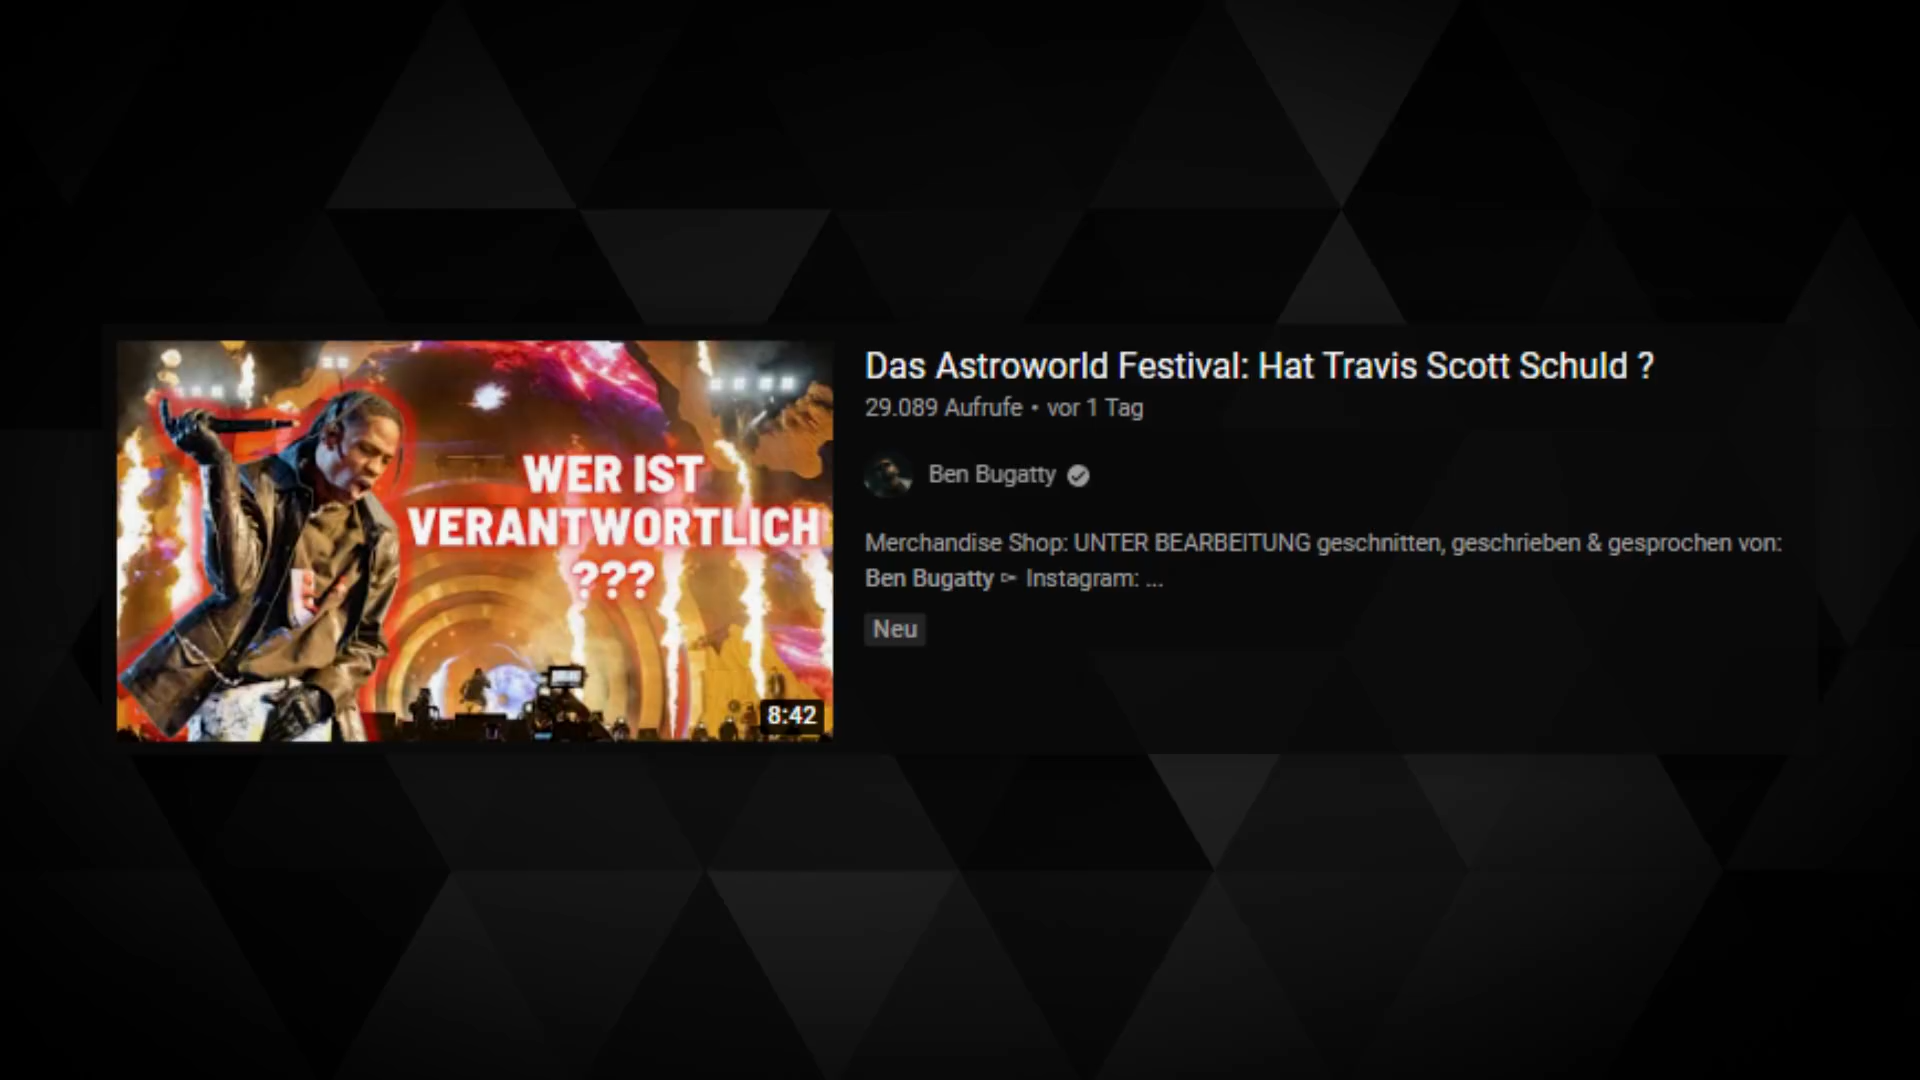 WER IST
VERANTWORTLICH
???
8:42
Das Astroworld Festival: Hat Travis Scott Schuld ?
29.089 Aufrufe • vor 1 Tag
Ben Bugatty
Merchandise Shop: UNTER BEARBEITUNG geschnitten, geschrieben & gesprochen von:
Ben Bugatty ➤ Instagram: ...
Neu